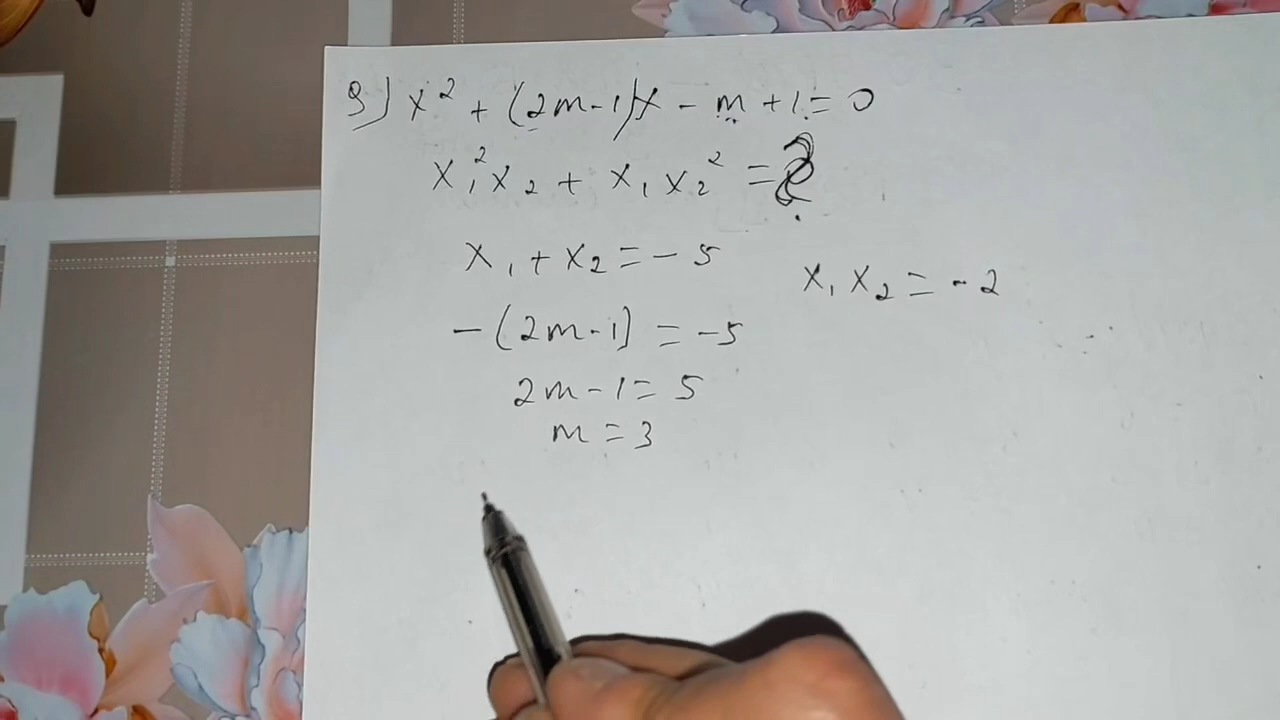 9) x² + (2m-1)x - m + 1 = 0
x₁²x₂ + x₁x₂² = ?
x₁ + x₂ = -5
x₁x₂ = -2
-(2m-1) = -5
2m-1 = 5
m = 3